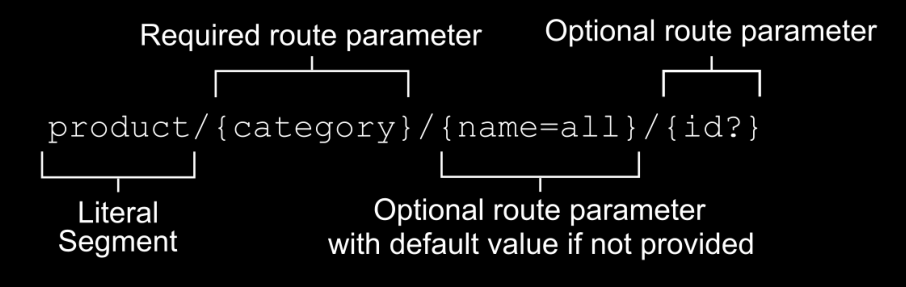 Required route parameter
Optional route parameter
product/{category}/{name=all}/{id?}
Literal
Segment
Optional route parameter
with default value if not provided